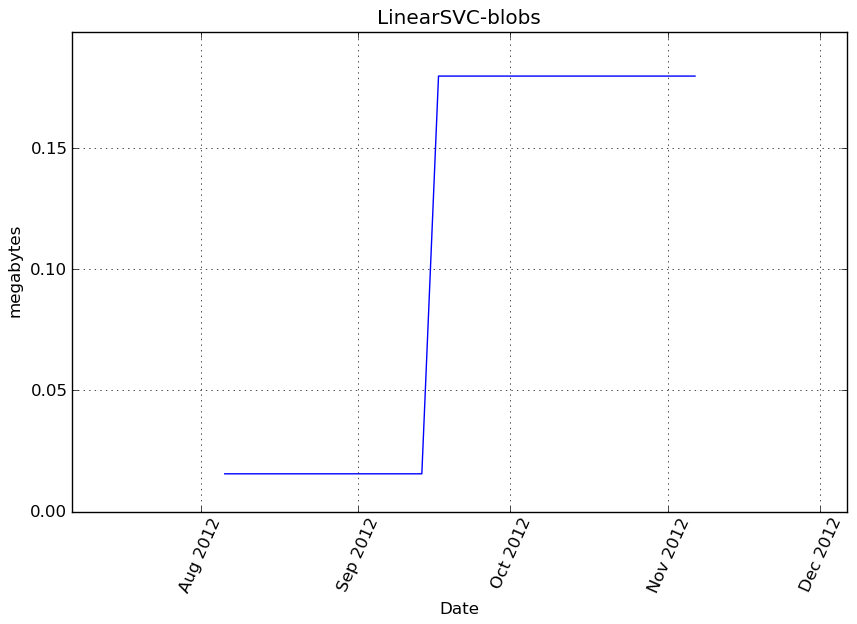 LinearSVC-blobs
0.15
0.10
0.05
0.00
megabytes
Aug 2012
Sep 2012
Oct 2012
Nov 2012
Dec 2012
Date